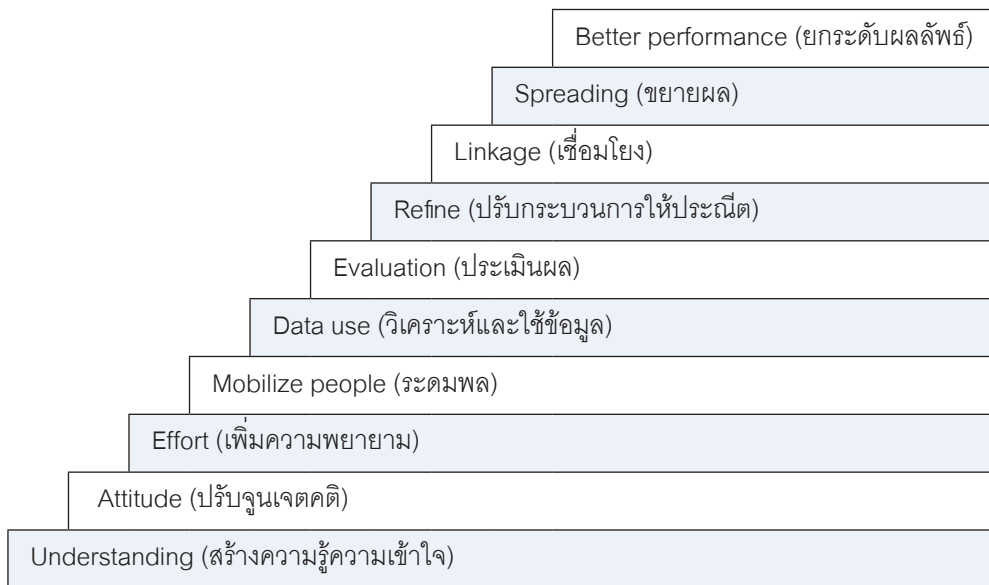 Better performance (ยกระดับผลลัพธ์)
Spreading (ขยายผล)
Linkage (เชื่อมโยง)
Refine (ปรับกระบวนการให้ประณีต)
Evaluation (ประเมินผล)
Data use (วิเคราะห์และใช้ข้อมูล)
Mobilize people (ระดมพล)
Effort (เพิ่มความพยายาม)
Attitude (ปรับจูนเจตคติ)
Understanding (สร้างความรู้ความเข้าใจ)